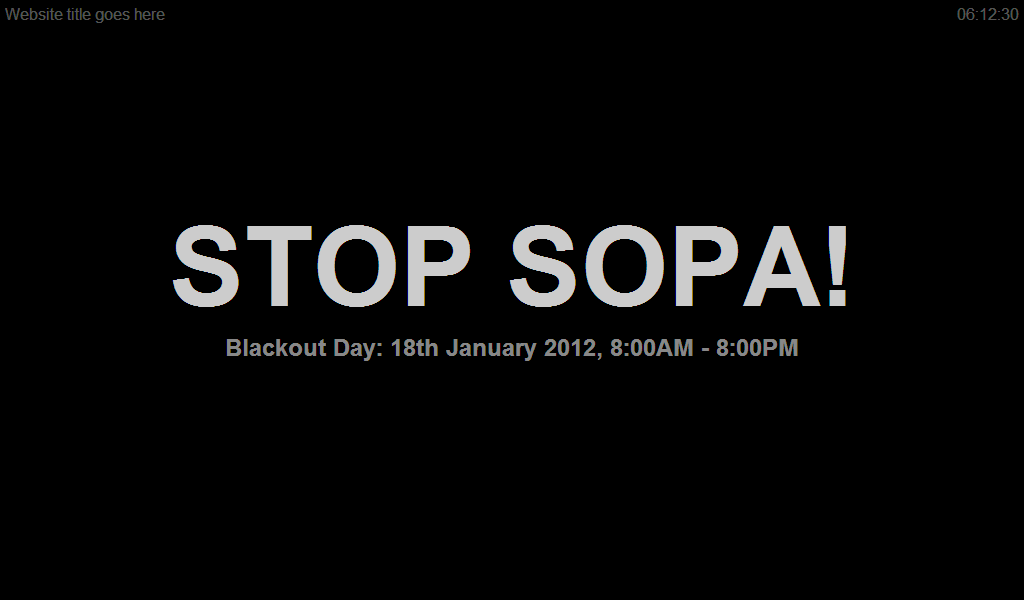 Website title goes here
06:12:30
STOP SOPA!
Blackout Day: 18th January 2012, 8:00AM - 8:00PM